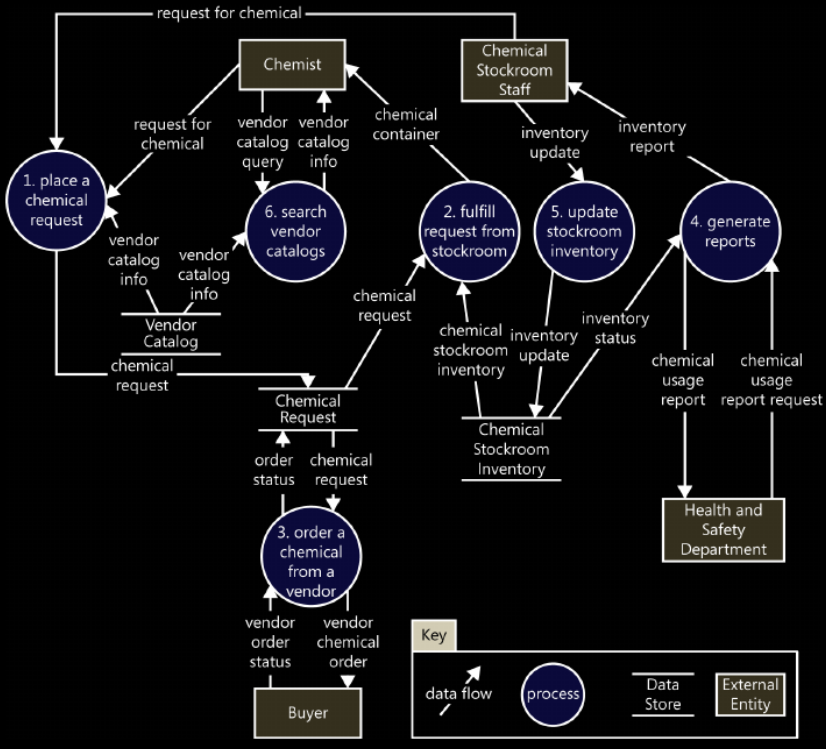 request for chemical
Chemist
Chemical
Stockroom
Staff
request for
chemical
vendor
catalog
query
vendor
catalog
info
chemical
container
inventory
update
inventory
report
1. place a
chemical
request
6. search
vendor
catalogs
2. fulfill
request from
stockroom
5. update
stockroom
inventory
4. generate
reports
vendor
catalog
info
vendor
catalog
info
Vendor
Catalog
chemical
request
chemical
request
chemical
stockroom
inventory
inventory
update
inventory
status
chemical
usage
report
chemical
usage
report request
Chemical
Request
Chemical
Stockroom
Inventory
order
status
chemical
request
Health and
Safety
Department
3. order a
chemical
from a
vendor
vendor
order
status
vendor
chemical
order
Buyer
Key
data flow
process
Data
Store
External
Entity